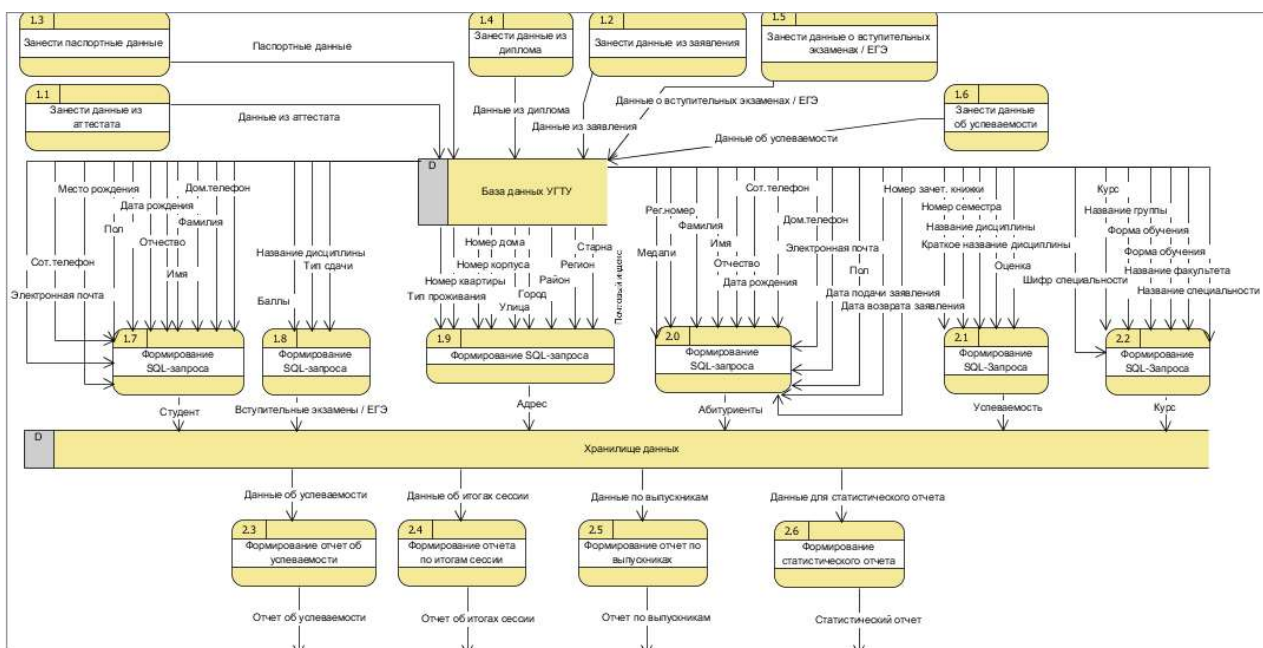 1.3
Занести паспортные данные
1.4
Занести данные из
диплома
1.2
Занести данные из заявления
1.5
Занести данные о вступительных
экзаменах / ЕГЭ
Паспортные данные
1.1
Занести данные из
аттестата
Данные из аттестата
Данные из диплома
Данные из заявления
Данные о вступительных экзаменах / ЕГЭ
1.6
Занести данные
об успеваемости
Данные об успеваемости
D
База данных УГТУ
Место рождения
Дом.телефон
Дата рождения
Пол
Фамилия
Отчество
Сот.телефон
Имя
Электронная почта
Название дисциплины
Тип сдачи
Баллы
Номер дома
Старна
Номер корпуса
Регион
Номер квартиры
Район
Тип проживания
Город
Улица
Почтовый индекс
Сот.телефон
Рег.номер
Дом.телефон
Фамилия
Медали
Имя
Электронная почта
Отчество
Пол
Дата рождения
Дата подачи заявления
Дата возврата заявления
Номер зачет. книжки
Номер семестра
Название дисциплины
Краткое название дисциплины
Оценка
Курс
Название группы
Форма обучения
Форма обучения
Название факультета
Шифр специальности
Название специальности
1.7
Формирование
SQL-запроса
1.8
Формирование
SQL-запроса
1.9
Формирование SQL-запроса
2.0
Формирование
SQL-запроса
2.1
Формирование
SQL-Запроса
2.2
Формирование
SQL-Запроса
Студент
Вступительные экзамены / ЕГЭ
Адрес
Абитуриенты
Успеваемость
Курс
D
Хранилище данных
Данные об успеваемости
Данные об итогах сессии
Данные по выпускникам
Данные для статистического отчета
2.3
Формирование отчет об
успеваемости
2.4
Формирование отчета
по итогам сессии
2.5
Формирование отчет по
выпускниках
2.6
Формирование
статистического отчета
Отчет об успеваемости
Отчет об итогах сессии
Отчет по выпускникам
Статистический отчет